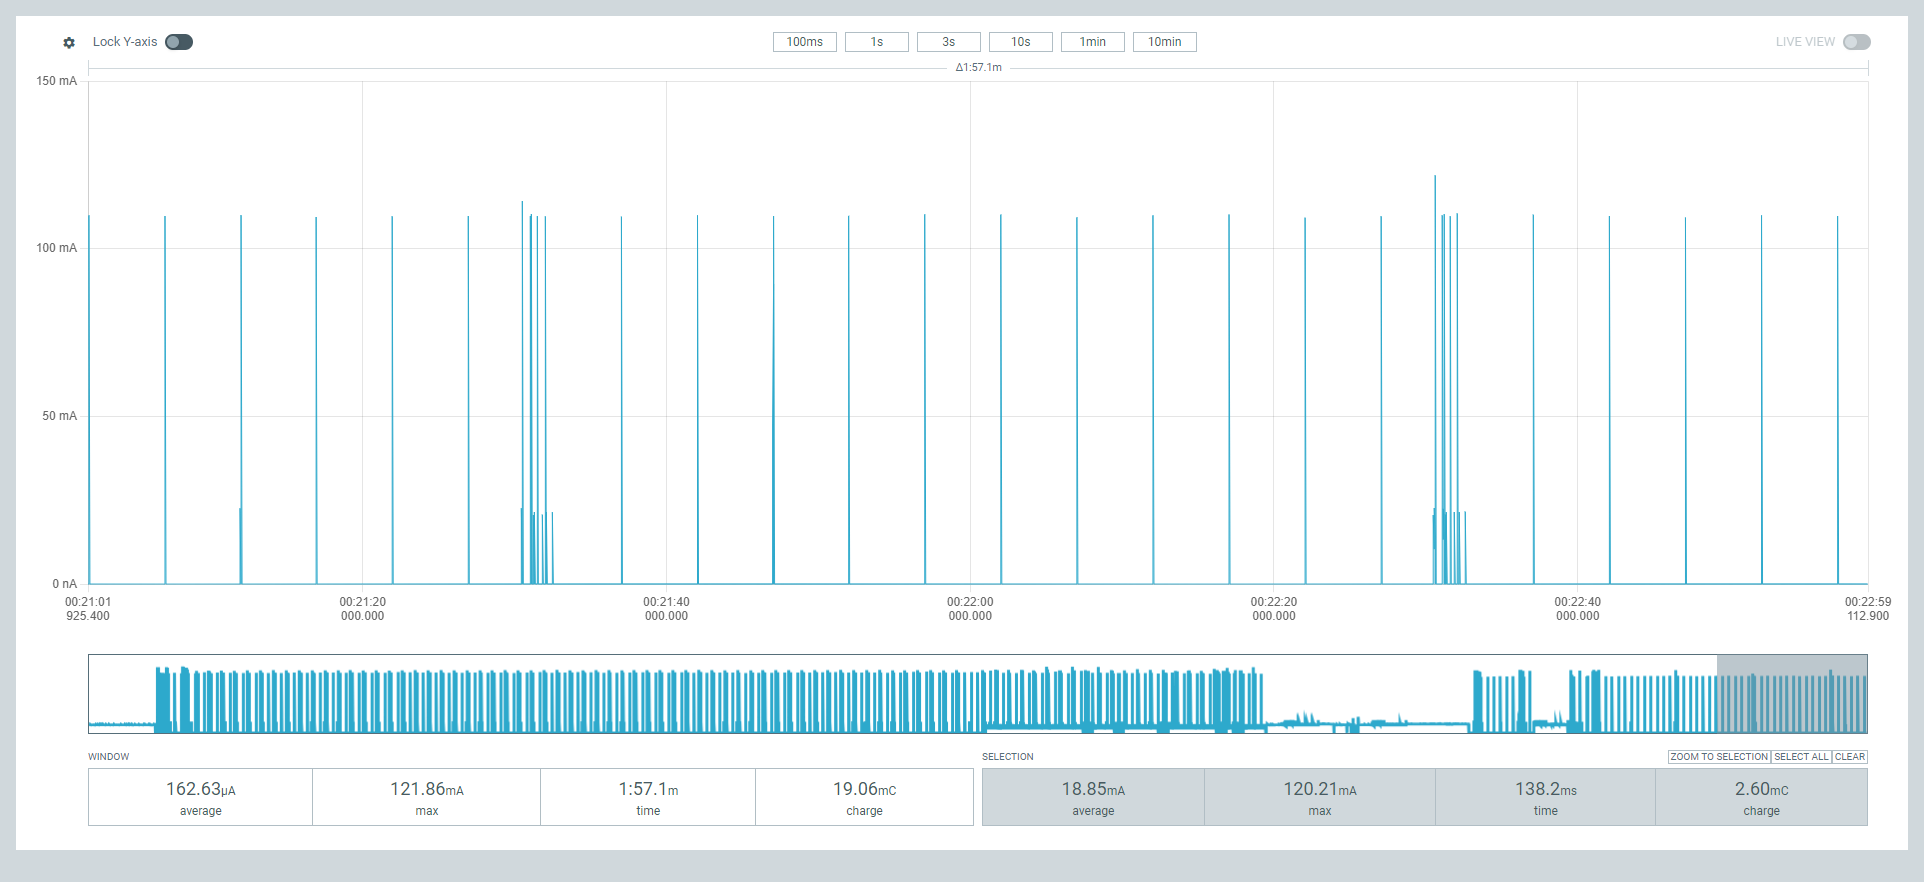 Lock Y-axis
100ms 1s 3s 10s 1min 10min
LIVE VIEW
Δ1:57.1m
150 mA
100 mA
50 mA
0 nA
00:21:01 00:21:20 00:21:40 00:22:00 00:22:20 00:22:40 00:22:59
925.400 000.000 000.000 000.000 000.000 000.000 112.900
WINDOW
162.63µA 121.86mA 1:57.1m 19.06mC
average max time charge
SELECTION
ZOOM TO SELECTION SELECT ALL CLEAR
18.85mA 120.21mA 138.2ms 2.60mC
average max time charge